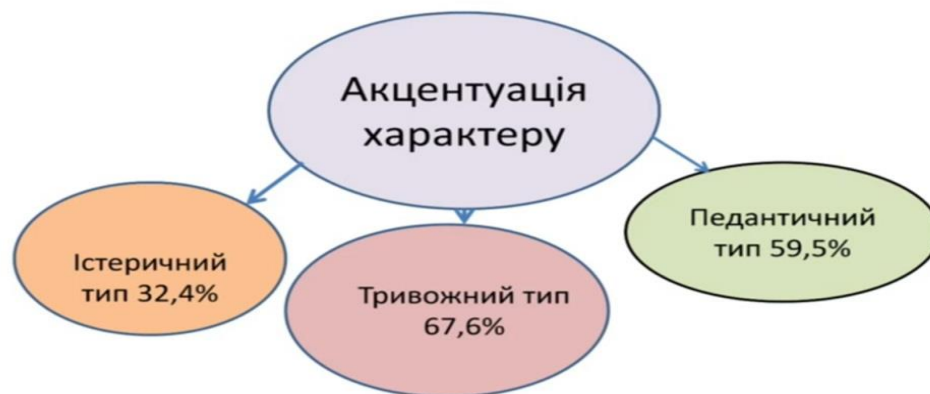 Акцентуація
характеру
Істеричний
тип 32,4%
Тривожний тип
67,6%
Педантичний
тип 59,5%